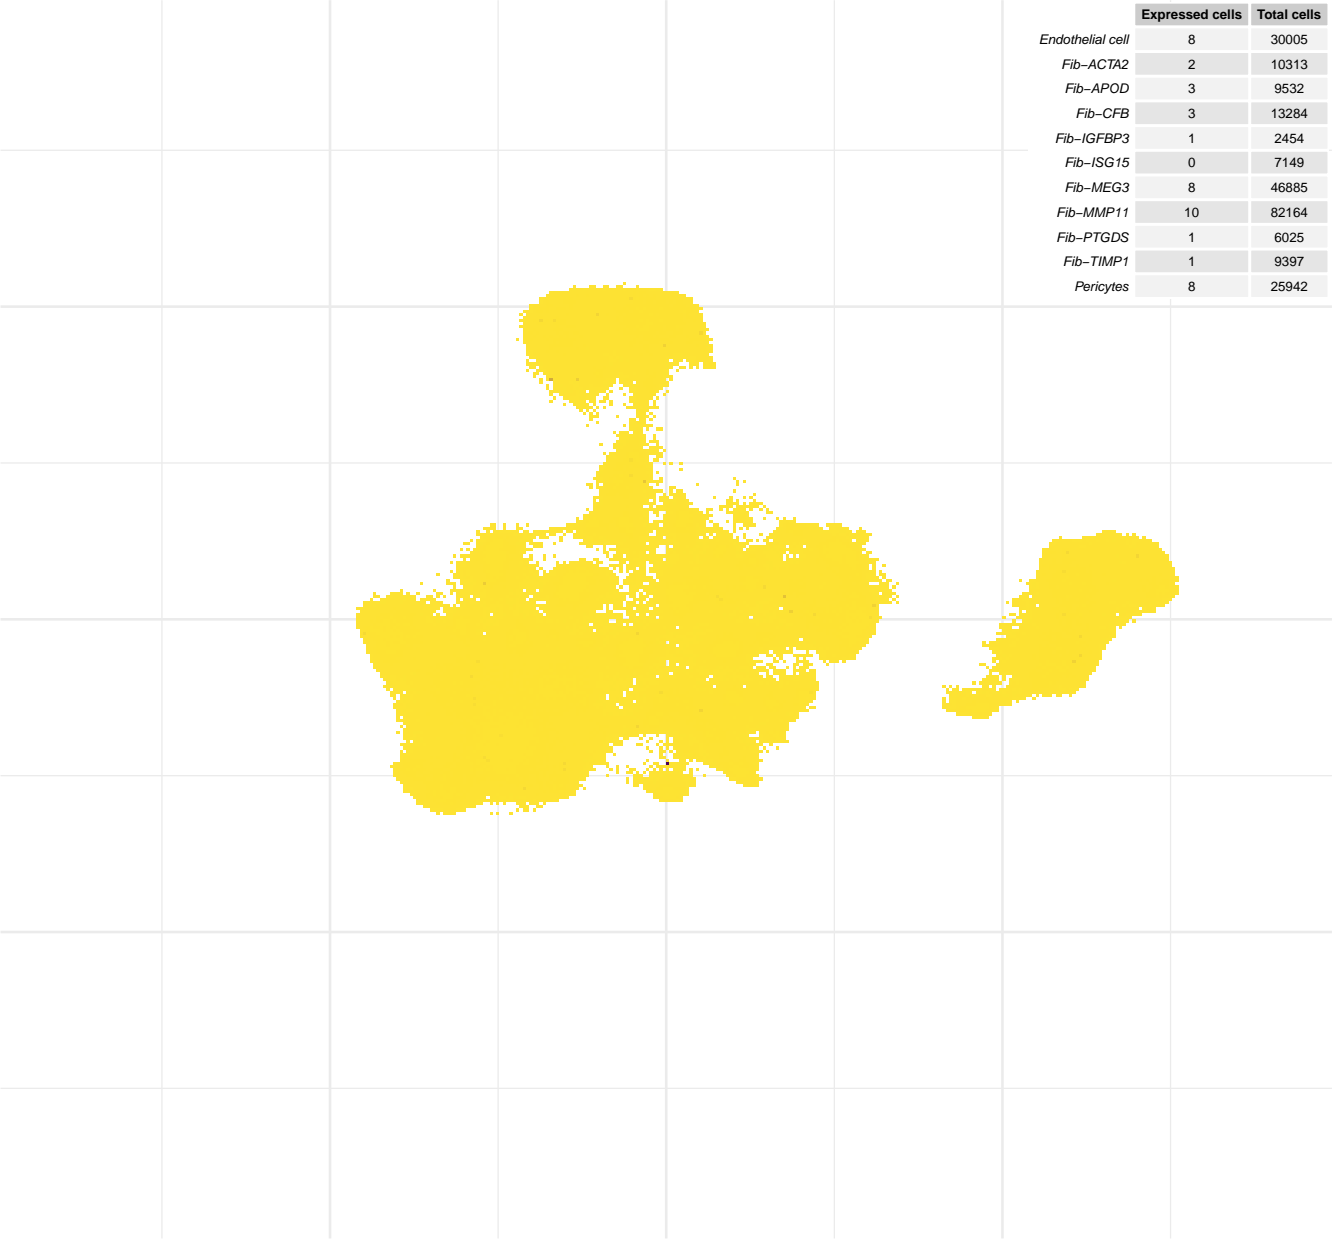 Expressed cells Total cells
Endothelial cell 8 30005
Fib−ACTA2 2 10313
Fib−APOD 3 9532
Fib−CFB 3 13284
Fib−IGFBP3 1 2454
Fib−ISG15 0 7149
Fib−MEG3 8 46885
Fib−MMP11 10 82164
Fib−PTGDS 1 6025
Fib−TIMP1 1 9397
Pericytes 8 25942